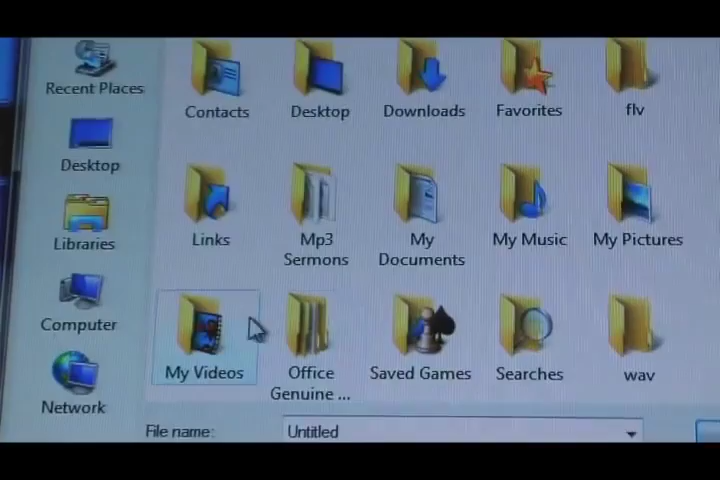 Recent Places
Contacts
Desktop
Downloads
Favorites
flv
Desktop
Libraries
Links
Mp3
Sermons
My
Documents
My Music
My Pictures
Computer
My Videos
Office
Genuine ...
Saved Games
Searches
wav
Network
File name:
Untitled